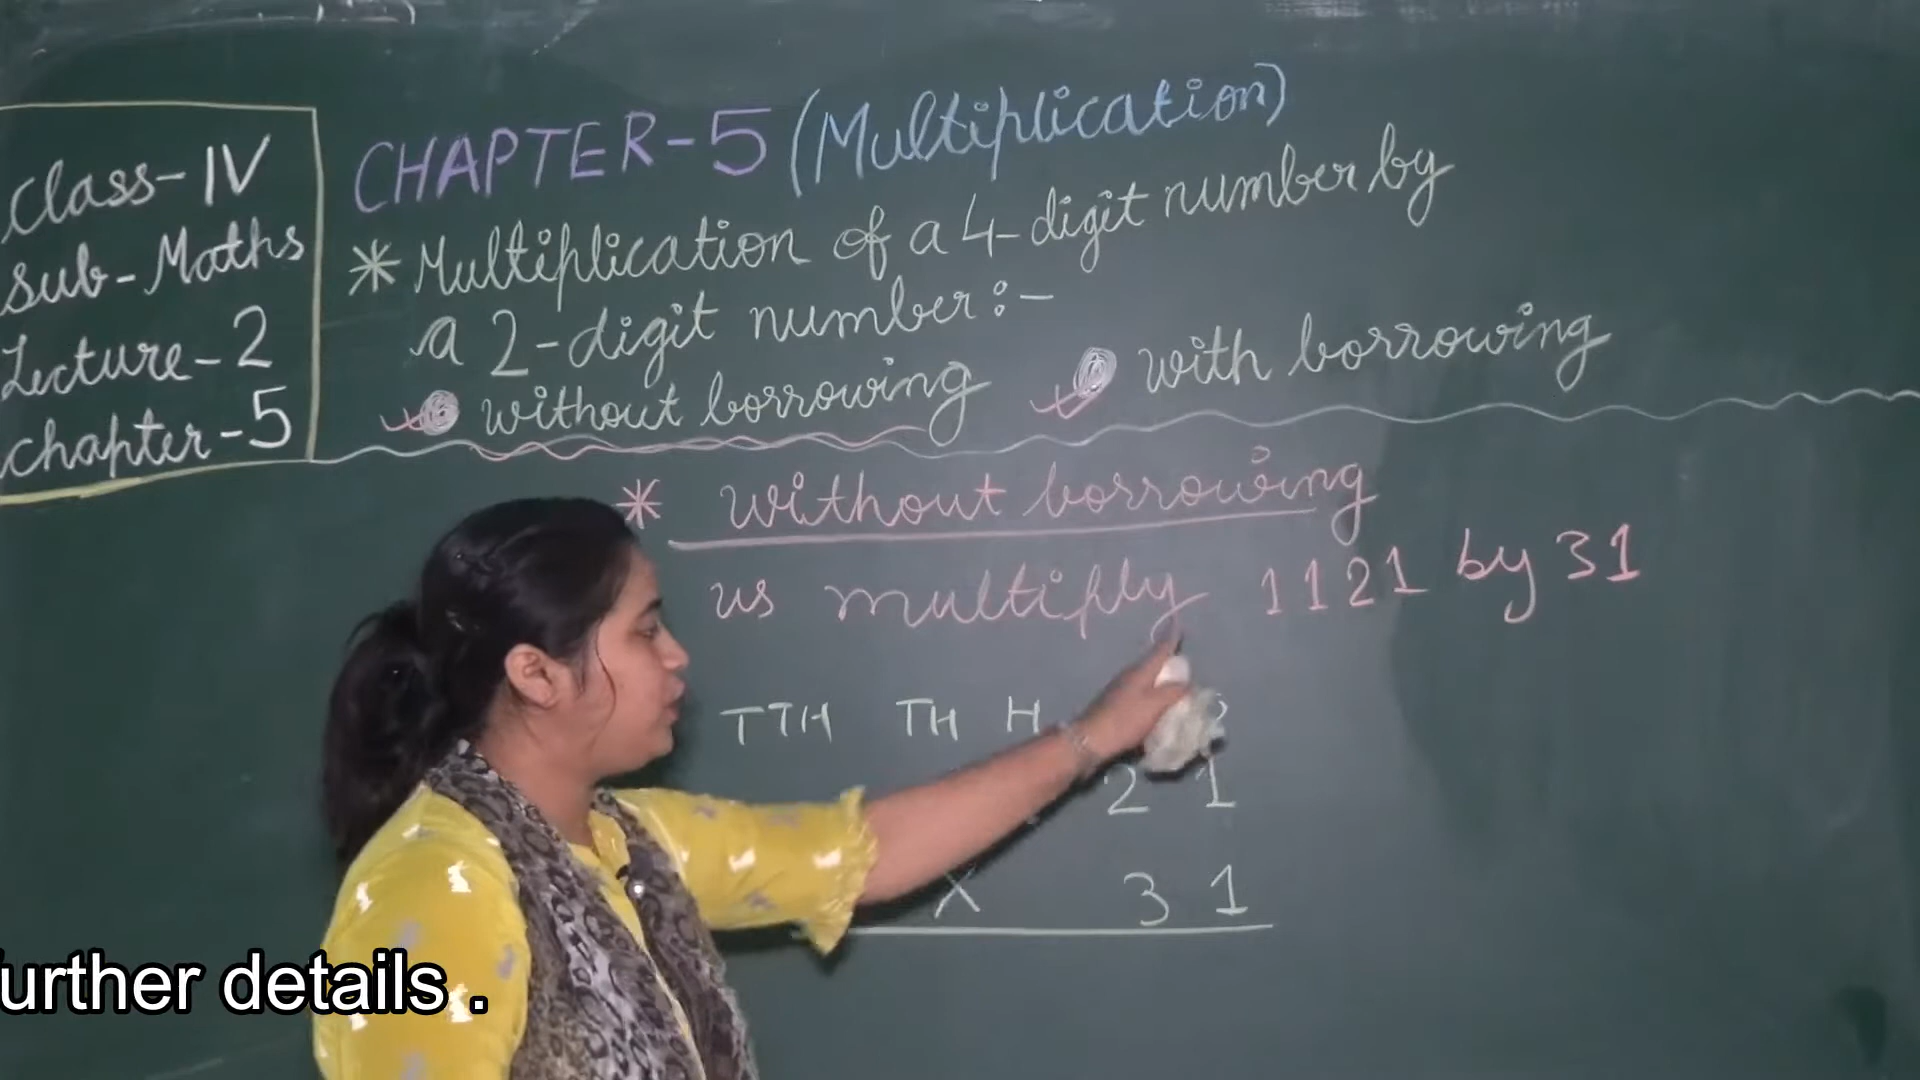 Class-IV
Sub-Maths
Lecture-2
Chapter-5
CHAPTER-5 (Multiplication)
* Multiplication of a 4-digit number by
a 2-digit number:-
without borrowing
with borrowing
* without borrowing
us multiply 1121 by 31
TTH TH H
2 1
X 3 1
urther details .